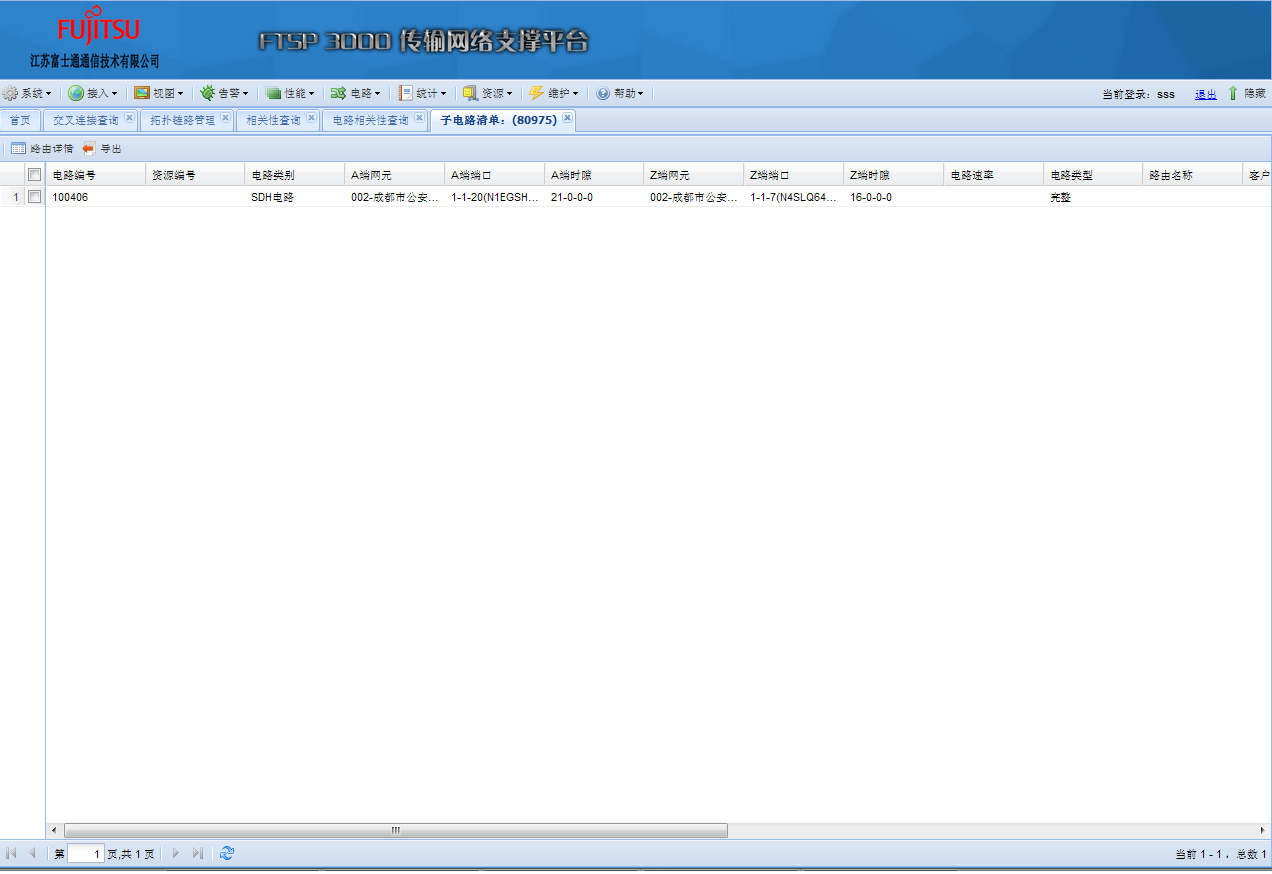 FUJITSU
江苏富士通通信技术有限公司
FTSP 3000 传输网络支撑平台
系统 接入 视图 告警 性能 电路 统计 资源 维护 帮助 当前登录：sss 退出 隐藏
首页 交叉连接查询 拓扑链路管理 相关性查询 电路相关性查询 子电路清单：(80975)
路由详情 导出
电路编号 资源编号 电路类别 A端网元 A端端口 A端时隙 Z端网元 Z端端口 Z端时隙 电路速率 电路类型 路由名称 客户
1 100406 SDH电路 002-成都市公安... 1-1-20(N1EGSH... 21-0-0-0 002-成都市公安... 1-1-7(N4SLQ64... 16-0-0-0 完整
第 1 页,共 1 页 当前 1 - 1 ，总数 1